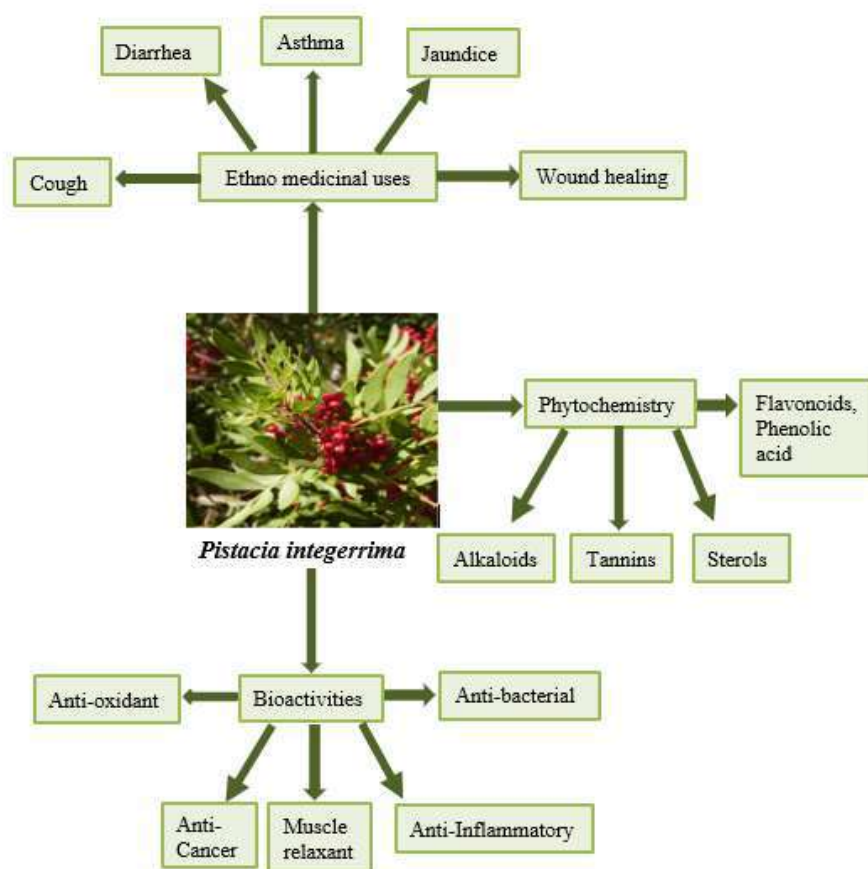 Asthma
Diarrhea
Jaundice
Cough
Ethno medicinal uses
Wound healing
Phytochemistry
Flavonoids,
Phenolic
acid
Pistacia integerrima
Alkaloids
Tannins
Sterols
Anti-oxidant
Bioactivities
Anti-bacterial
Anti-
Cancer
Muscle
relaxant
Anti-Inflammatory